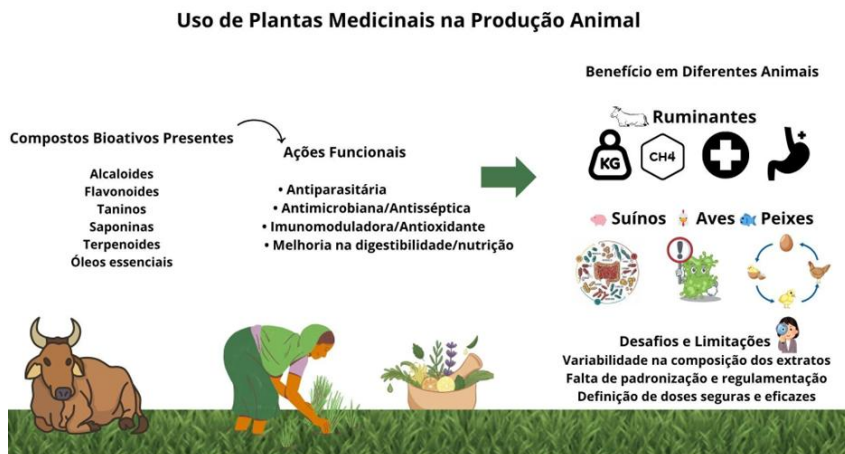 Uso de Plantas Medicinais na Produção Animal
Compostos Bioativos Presentes
Alcaloides
Flavonoides
Taninos
Saponinas
Terpenoides
Óleos essenciais
Ações Funcionais
• Antiparasitária
• Antimicrobiana/Antisséptica
• Imunomoduladora/Antioxidante
• Melhoria na digestibilidade/nutrição
Benefício em Diferentes Animais
Ruminantes
KG
CH4
Suínos Aves Peixes
Desafios e Limitações
Variabilidade na composição dos extratos
Falta de padronização e regulamentação
Definição de doses seguras e eficazes